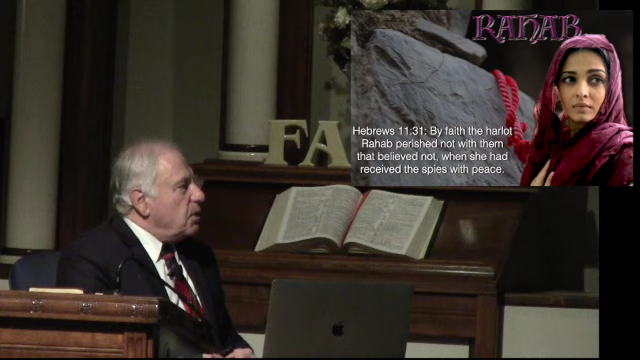 RAHAB
Hebrews 11:31: By faith the harlot
Rahab perished not with them
that believed not, when she had
received the spies with peace.
FA